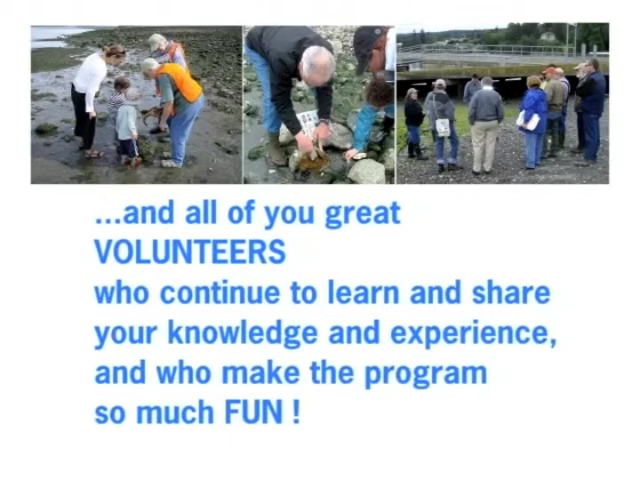 ...and all of you great
VOLUNTEERS
who continue to learn and share
your knowledge and experience,
and who make the program
so much FUN !